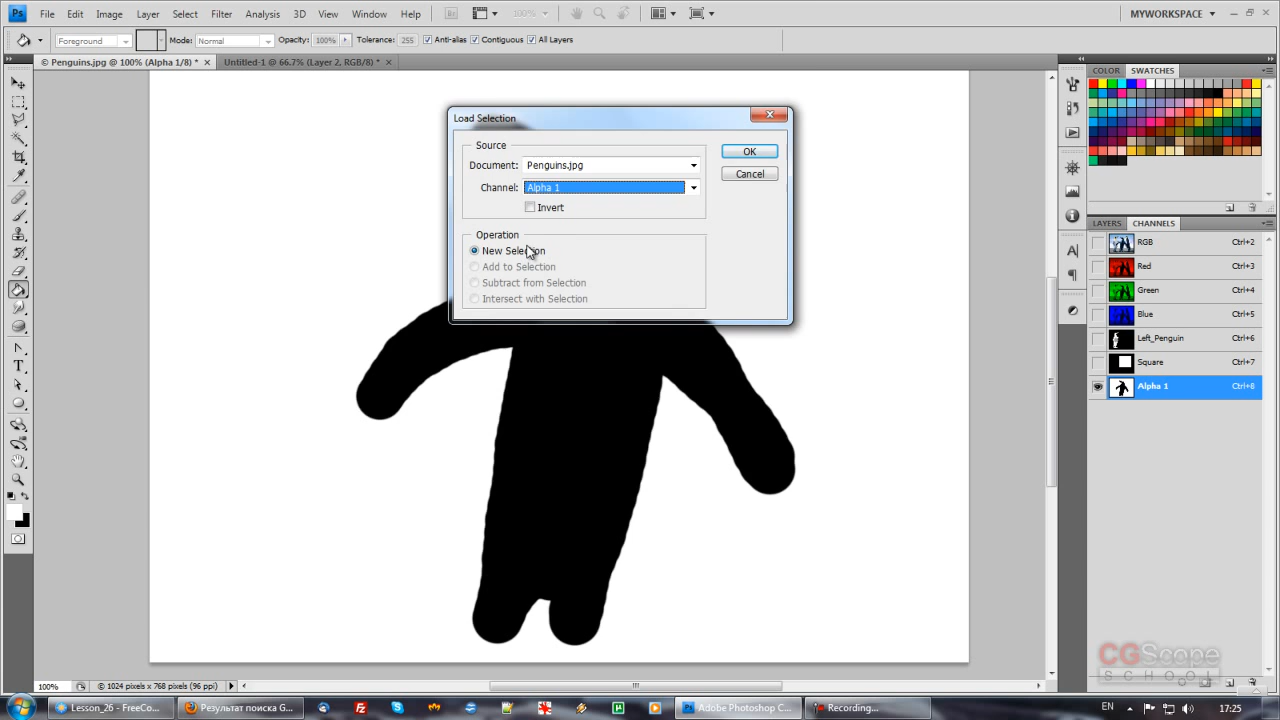 Ps File Edit Image Layer Select Filter Analysis 3D View Window Help Br 100% MYWORKSPACE
Foreground Mode: Normal Opacity: 100% Tolerance: 255 Anti-alias Contiguous All Layers
© Penguins.jpg @ 100% (Alpha 1/8) * × Untitled-1 @ 66.7% (Layer 2, RGB/8) * ×
COLOR SWATCHES
Load Selection
Source
Document: Penguins.jpg
Channel: Alpha 1
Invert
OK
Cancel
Operation
New Selection
Add to Selection
Subtract from Selection
Intersect with Selection
LAYERS CHANNELS
RGB Ctrl+2
Red Ctrl+3
Green Ctrl+4
Blue Ctrl+5
Left_Penguin Ctrl+6
Square Ctrl+7
Alpha 1 Ctrl+8
CGScope
SCHOOL
100% © 1024 pixels x 768 pixels (96 ppi)
Lesson_26 - FreeCo... Результат поиска G... Adobe Photoshop C... Recording... EN 17:25